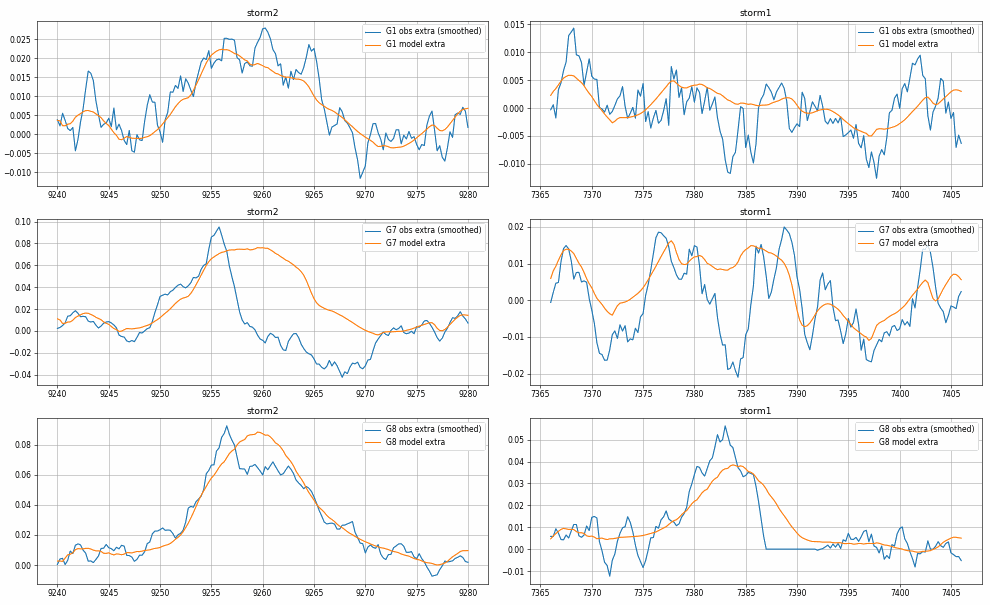 storm2
G1 obs extra (smoothed)
G1 model extra
0.025
0.020
0.015
0.010
0.005
0.000
−0.005
−0.010
9240 9245 9250 9255 9260 9265 9270 9275 9280
storm1
G1 obs extra (smoothed)
G1 model extra
0.015
0.010
0.005
0.000
−0.005
−0.010
7365 7370 7375 7380 7385 7390 7395 7400 7405
storm2
G7 obs extra (smoothed)
G7 model extra
0.10
0.08
0.06
0.04
0.02
0.00
−0.02
−0.04
9240 9245 9250 9255 9260 9265 9270 9275 9280
storm1
G7 obs extra (smoothed)
G7 model extra
0.02
0.01
0.00
−0.01
−0.02
7365 7370 7375 7380 7385 7390 7395 7400 7405
storm2
G8 obs extra (smoothed)
G8 model extra
0.08
0.06
0.04
0.02
0.00
9240 9245 9250 9255 9260 9265 9270 9275 9280
storm1
G8 obs extra (smoothed)
G8 model extra
0.05
0.04
0.03
0.02
0.01
0.00
−0.01
7365 7370 7375 7380 7385 7390 7395 7400 7405